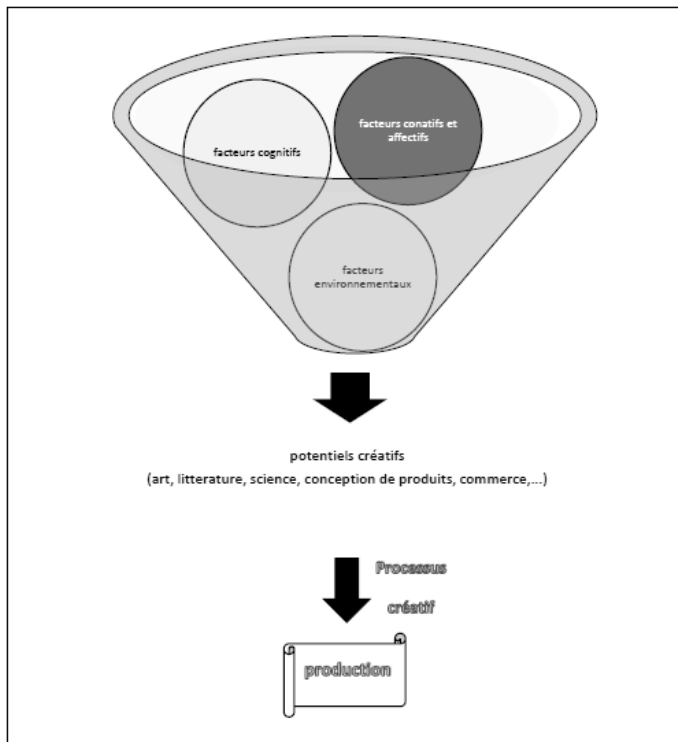 facteurs conatifs et
affectifs
facteurs cognitifs
facteurs
environnementaux
potentiels créatifs
(art, litterature, science, conception de produits, commerce,...)
Processus
créatif
production